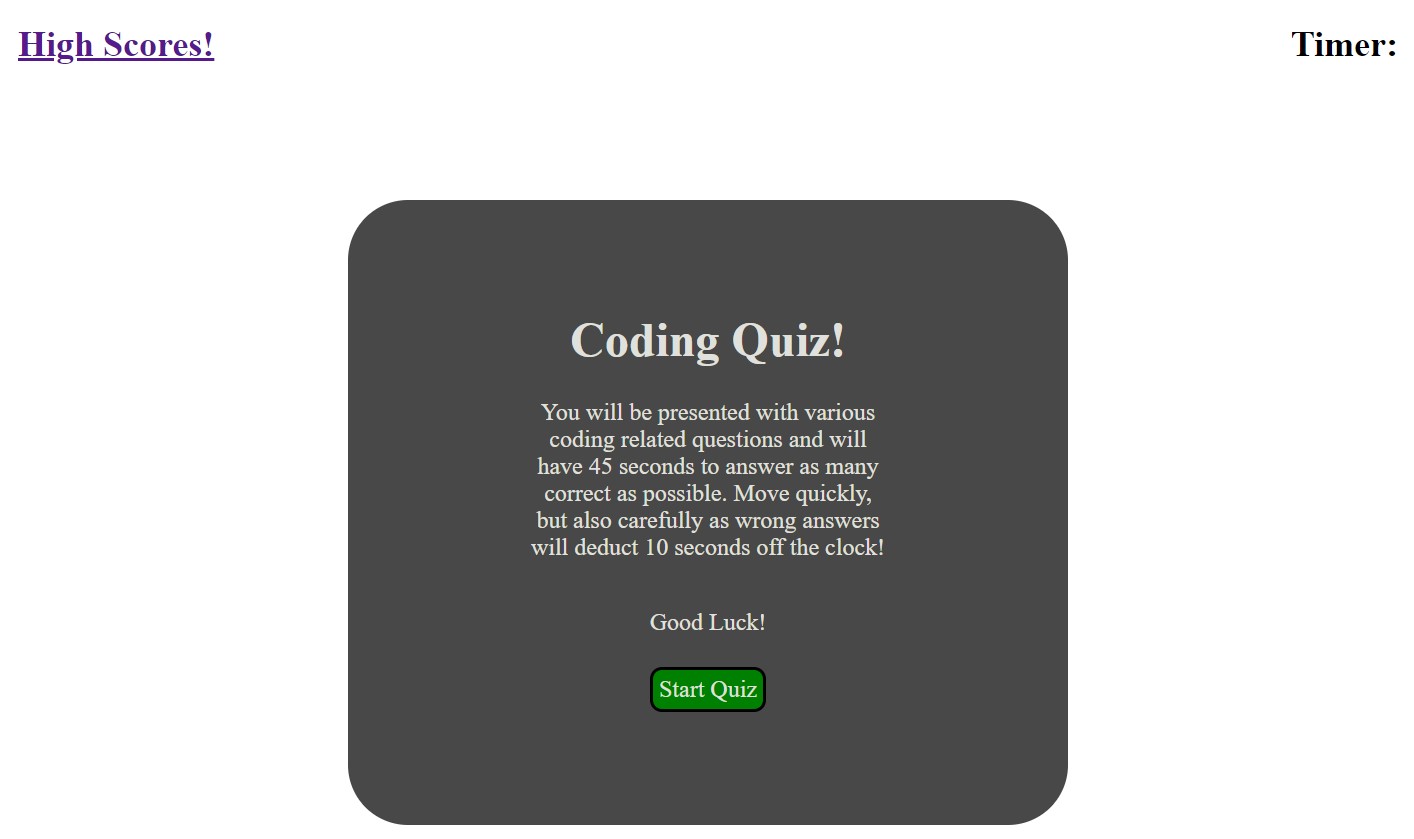 High Scores!
Timer:
Coding Quiz!
You will be presented with various
coding related questions and will
have 45 seconds to answer as many
correct as possible. Move quickly,
but also carefully as wrong answers
will deduct 10 seconds off the clock!
Good Luck!
Start Quiz